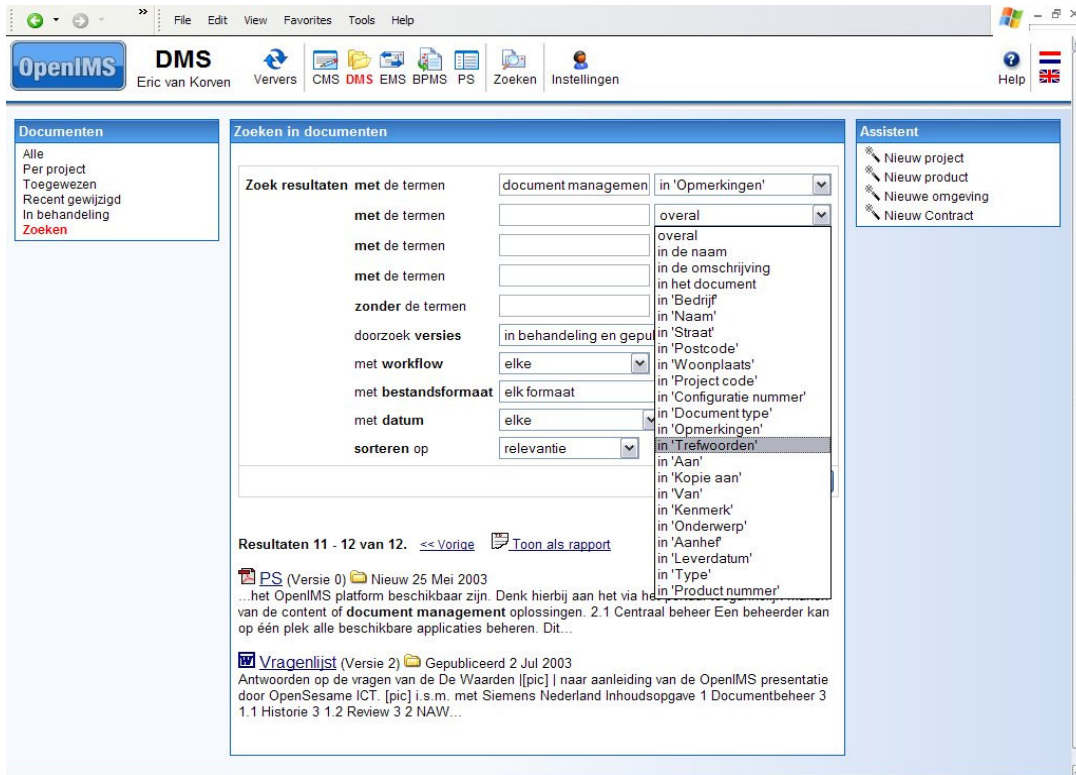 »
File Edit View Favorites Tools Help
OpenIMS
DMS
Eric van Korven
Ververs
CMS DMS EMS BPMS PS
Zoeken
Instellingen
Help
Documenten
Alle
Per project
Toegewezen
Recent gewijzigd
In behandeling
Zoeken
Zoeken in documenten
Zoek resultaten met de termen document managemen in 'Opmerkingen'
met de termen overal
met de termen
met de termen
zonder de termen
doorzoek versies in behandeling en gepu
met workflow elke
met bestandsformaat elk formaat
met datum elke
sorteren op relevantie
overal
in de naam
in de omschrijving
in het document
in 'Bedrijf'
in 'Naam'
in 'Straat'
in 'Postcode'
in 'Woonplaats'
in 'Project code'
in 'Configuratie nummer'
in 'Document type'
in 'Opmerkingen'
in 'Trefwoorden'
in 'Aan'
in 'Kopie aan'
in 'Van'
in 'Kenmerk'
in 'Onderwerp'
in 'Aanhef'
in 'Leverdatum'
in 'Type'
in 'Product nummer'
Resultaten 11 - 12 van 12. << Vorige Toon als rapport
PS (Versie 0) Nieuw 25 Mei 2003
...het OpenIMS platform beschikbaar zijn. Denk hierbij aan het via he
van de content of document management oplossingen. 2.1 Centraal beheer Een beheerder kan
op één plek alle beschikbare applicaties beheren. Dit...
Vragenlijst (Versie 2) Gepubliceerd 2 Jul 2003
Antwoorden op de vragen van de De Waarden |[pic] | naar aanleiding van de OpenIMS presentatie
door OpenSesame ICT. [pic] i.s.m. met Siemens Nederland Inhoudsopgave 1 Documentbeheer 3
1.1 Historie 3 1.2 Review 3 2 NAW...
Assistent
Nieuw project
Nieuw product
Nieuwe omgeving
Nieuw Contract